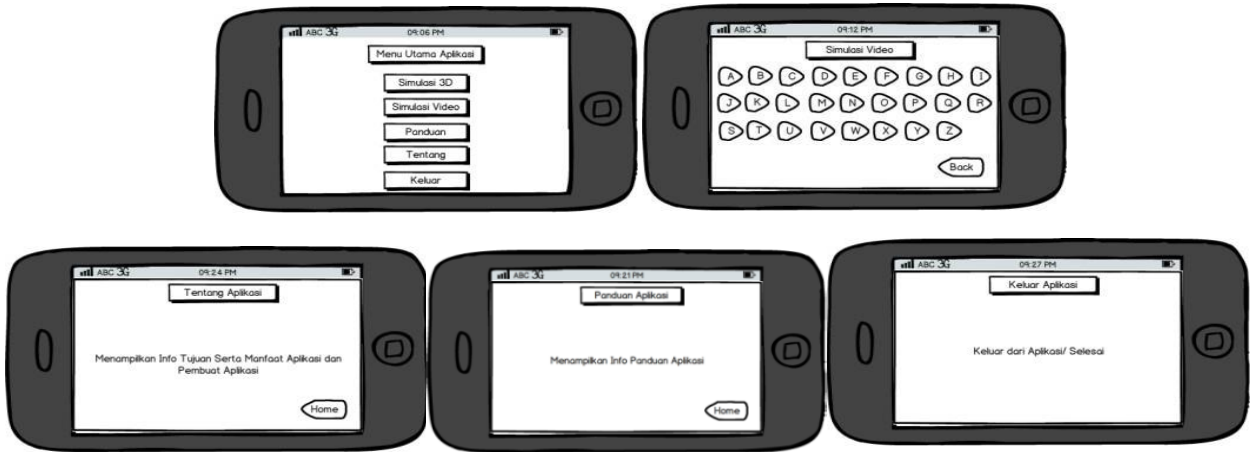 ABC 3G 09:06 PM
Menu Utama Aplikasi
Simulasi 3D
Simulasi Video
Panduan
Tentang
Keluar
ABC 3G 09:12 PM
Simulasi Video
A B C D E F G H I
J K L M N O P Q R
S T U V W X Y Z
Back
ABC 3G 09:24 PM
Tentang Aplikasi
Menampilkan Info Tujuan Serta Manfaat Aplikasi dan
Pembuat Aplikasi
Home
ABC 3G 09:21 PM
Panduan Aplikasi
Menampilkan Info Panduan Aplikasi
Home
ABC 3G 09:27 PM
Keluar Aplikasi
Keluar dari Aplikasi/ Selesai